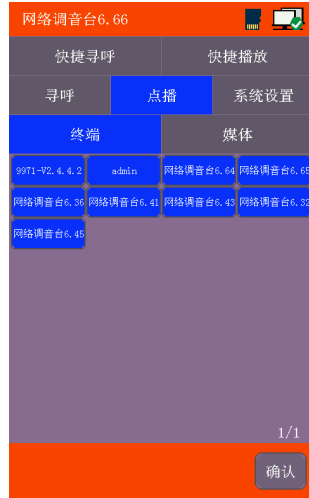 网络调音台6.66
快捷寻呼 快捷播放
寻呼 点播 系统设置
终端 媒体
9971-V2.4.4.2 admin 网络调音台6.64 网络调音台6.65
网络调音台6.36 网络调音台6.41 网络调音台6.43 网络调音台6.32
网络调音台6.45
1/1
确认